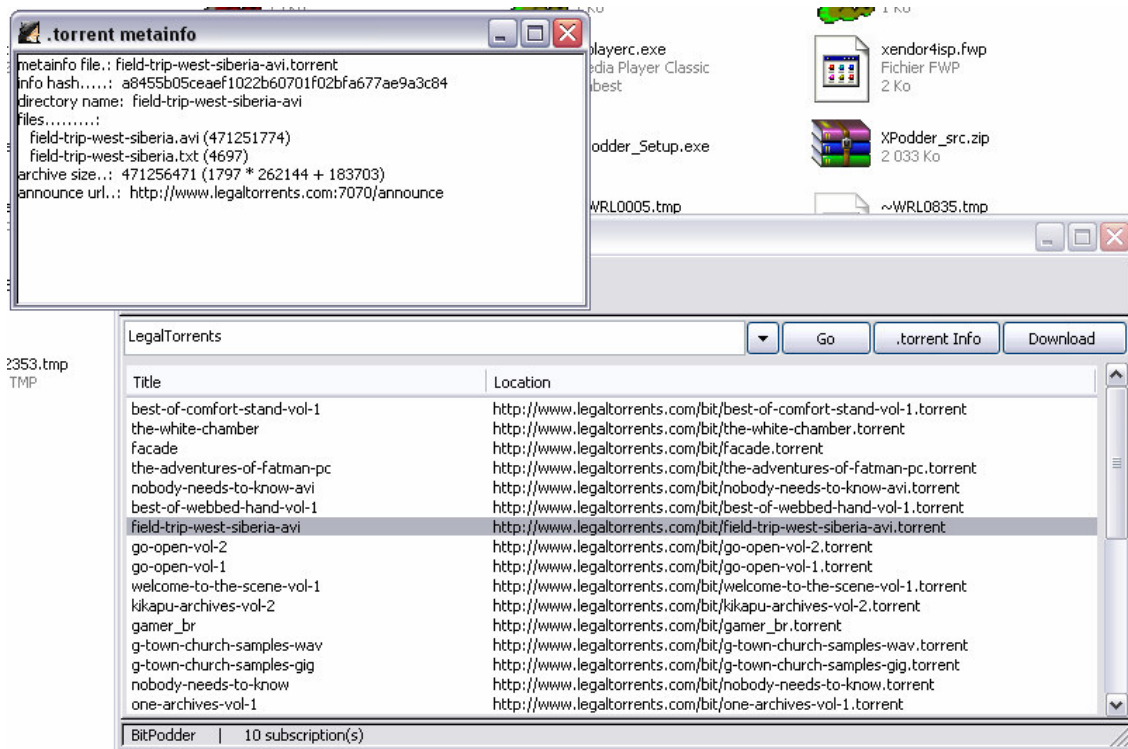 .torrent metainfo
metainfo file.: field-trip-west-siberia-avi.torrent
info hash.....: a8455b05ceaef1022b60701f02bfa677ae9a3c84
directory name: field-trip-west-siberia-avi
files.........:
field-trip-west-siberia.avi (471251774)
field-trip-west-siberia.txt (4697)
archive size..: 471256471 (1797 * 262144 + 183703)
announce url..: http://www.legaltorrents.com:7070/announce
1 Ko
playerc.exe
edia Player Classic
xendor4isp.fwp
Fichier FWP
2 Ko
odder_Setup.exe
XPodder_src.zip
2 033 Ko
WRL0005.tmp
~WRL0835.tmp
2353.tmp
TMP
LegalTorrents
Go
.torrent Info
Download
Title Location
best-of-comfort-stand-vol-1 http://www.legaltorrents.com/bit/best-of-comfort-stand-vol-1.torrent
the-white-chamber http://www.legaltorrents.com/bit/the-white-chamber.torrent
facade http://www.legaltorrents.com/bit/facade.torrent
the-adventures-of-fatman-pc http://www.legaltorrents.com/bit/the-adventures-of-fatman-pc.torrent
nobody-needs-to-know-avi http://www.legaltorrents.com/bit/nobody-needs-to-know-avi.torrent
best-of-webbed-hand-vol-1 http://www.legaltorrents.com/bit/best-of-webbed-hand-vol-1.torrent
field-trip-west-siberia-avi http://www.legaltorrents.com/bit/field-trip-west-siberia-avi.torrent
go-open-vol-2 http://www.legaltorrents.com/bit/go-open-vol-2.torrent
go-open-vol-1 http://www.legaltorrents.com/bit/go-open-vol-1.torrent
welcome-to-the-scene-vol-1 http://www.legaltorrents.com/bit/welcome-to-the-scene-vol-1.torrent
kikapu-archives-vol-2 http://www.legaltorrents.com/bit/kikapu-archives-vol-2.torrent
gamer_br http://www.legaltorrents.com/bit/gamer_br.torrent
g-town-church-samples-wav http://www.legaltorrents.com/bit/g-town-church-samples-wav.torrent
g-town-church-samples-gig http://www.legaltorrents.com/bit/g-town-church-samples-gig.torrent
nobody-needs-to-know http://www.legaltorrents.com/bit/nobody-needs-to-know.torrent
one-archives-vol-1 http://www.legaltorrents.com/bit/one-archives-vol-1.torrent
BitPodder | 10 subscription(s)